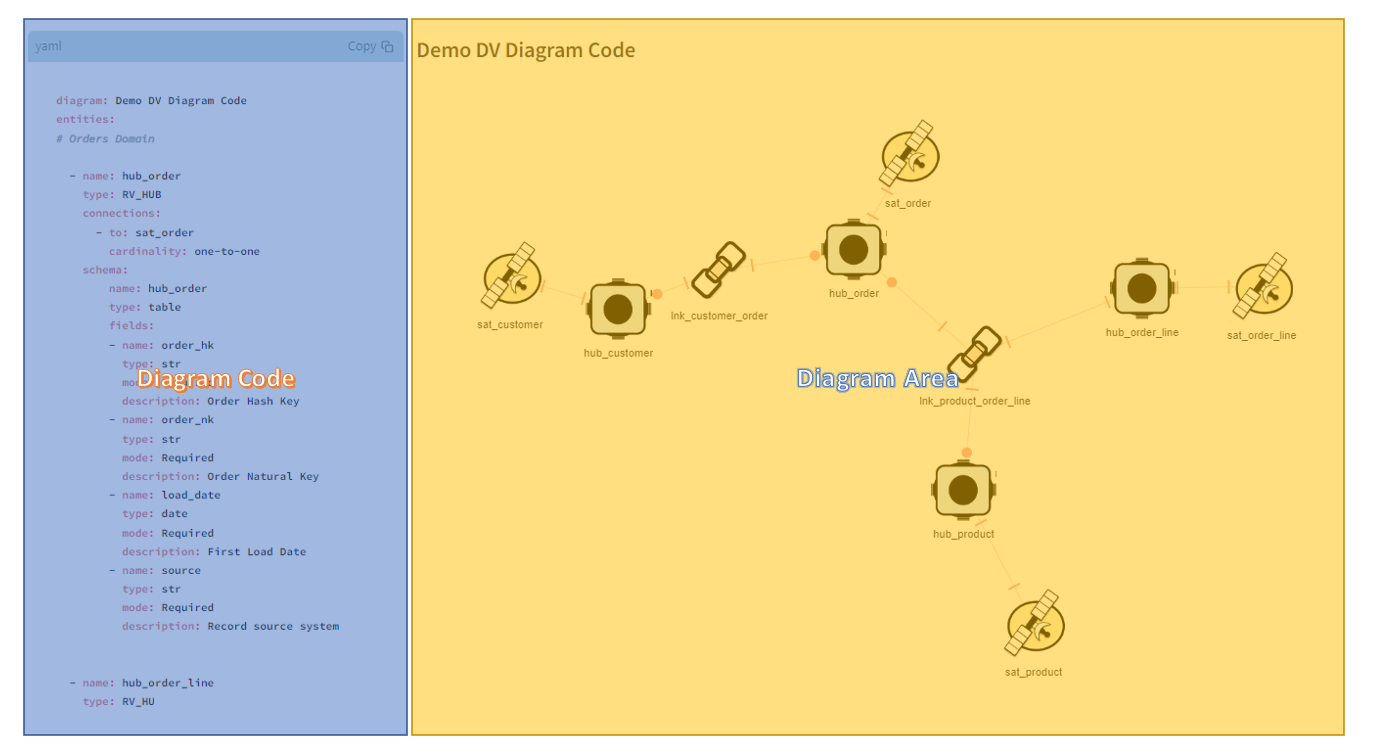 yaml
Copy
diagram: Demo DV Diagram Code
entities:
# Orders Domain
- name: hub_order
type: RV_HUB
connections:
- to: sat_order
cardinality: one-to-one
schema:
name: hub_order
type: table
fields:
- name: order_hk
type: str
mo
Diagram Code
description: Order Hash Key
- name: order_nk
type: str
mode: Required
description: Order Natural Key
- name: load_date
type: date
mode: Required
description: First Load Date
- name: source
type: str
mode: Required
description: Record source system
- name: hub_order_line
type: RV_HU
Demo DV Diagram Code
sat_order
hub_order
lnk_customer_order
sat_customer
hub_customer
hub_order_line
sat_order_line
Diagram Area
lnk_product_order_line
hub_product
sat_product